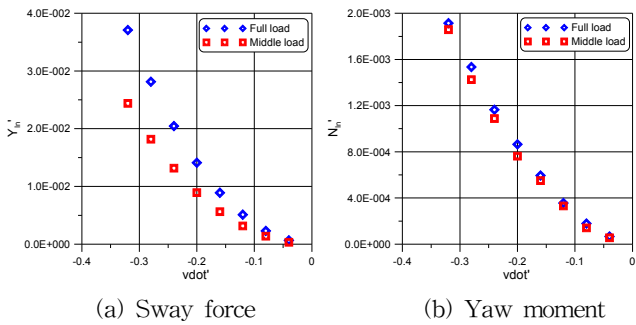 4.0E-002
3.0E-002
2.0E-002
1.0E-002
0.0E+000
Y_in'
Full load
Middle load
-0.4 -0.3 -0.2 -0.1 0
vdot'
(a) Sway force
2.0E-003
1.6E-003
1.2E-003
8.0E-004
4.0E-004
0.0E+000
N_in'
Full load
Middle load
-0.4 -0.3 -0.2 -0.1 0
vdot'
(b) Yaw moment